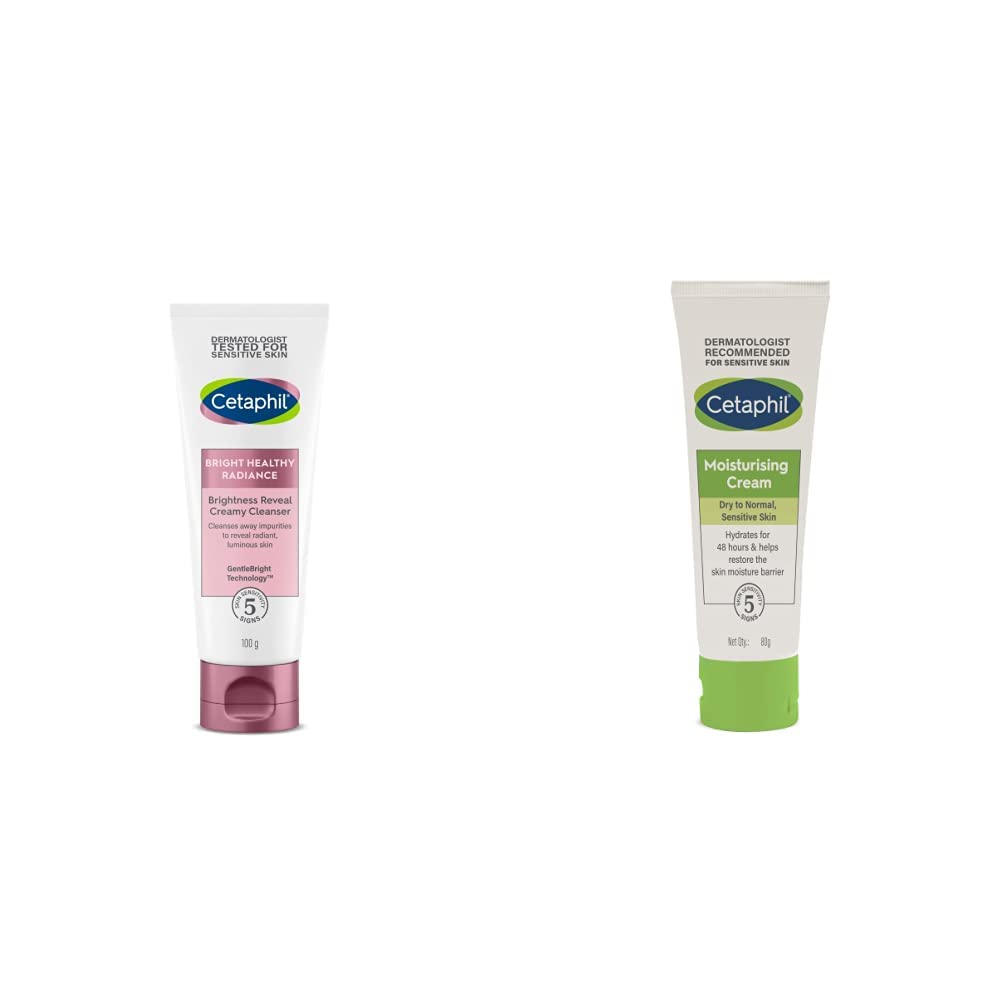 DERMATOLOGIST
TESTED FOR
SENSITIVE SKIN
Cetaphil®
BRIGHT HEALTHY
RADIANCE
Brightness Reveal
Creamy Cleanser
Cleanses away impurities
to reveal radiant,
luminous skin
GentleBright
Technology™
SKIN SENSITIVITY
5
SIGNS
100 g
DERMATOLOGIST
RECOMMENDED
FOR SENSITIVE SKIN
Cetaphil®
Moisturising
Cream
Dry to Normal,
Sensitive Skin
Hydrates for
48 hours & helps
restore the
skin moisture barrier
SKIN SENSITIVITY
5
SIGNS
Net Qty.: 80g